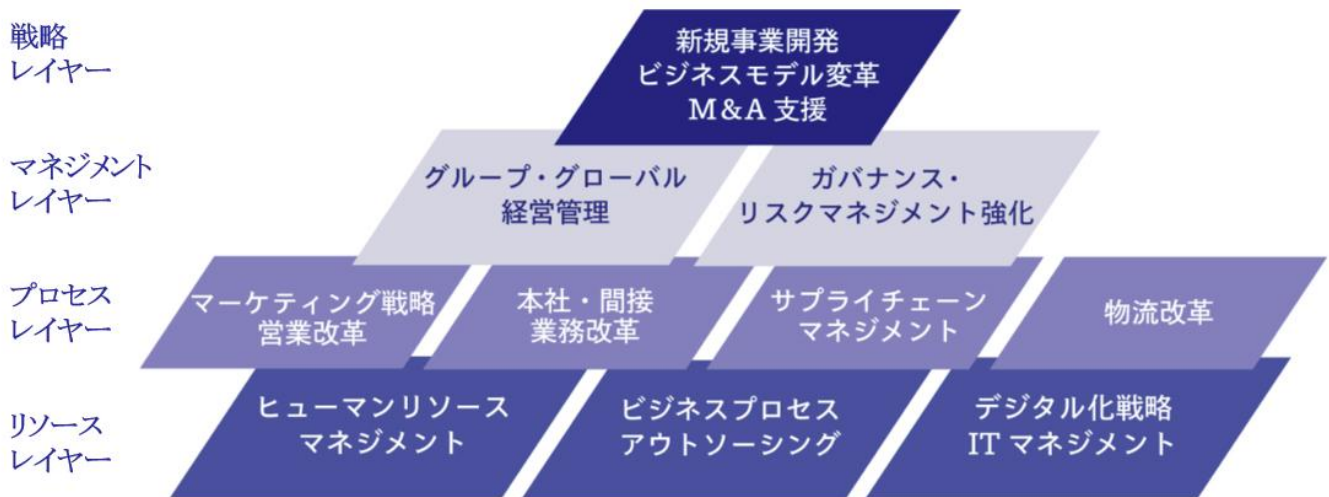 戦略
レイヤー
新規事業開発
ビジネスモデル変革
M&A 支援
マネジメント
レイヤー
グループ・グローバル
経営管理
ガバナンス・
リスクマネジメント強化
プロセス
レイヤー
マーケティング戦略
営業改革
本社・間接
業務改革
サプライチェーン
マネジメント
物流改革
リソース
レイヤー
ヒューマンリソース
マネジメント
ビジネスプロセス
アウトソーシング
デジタル化戦略
IT マネジメント